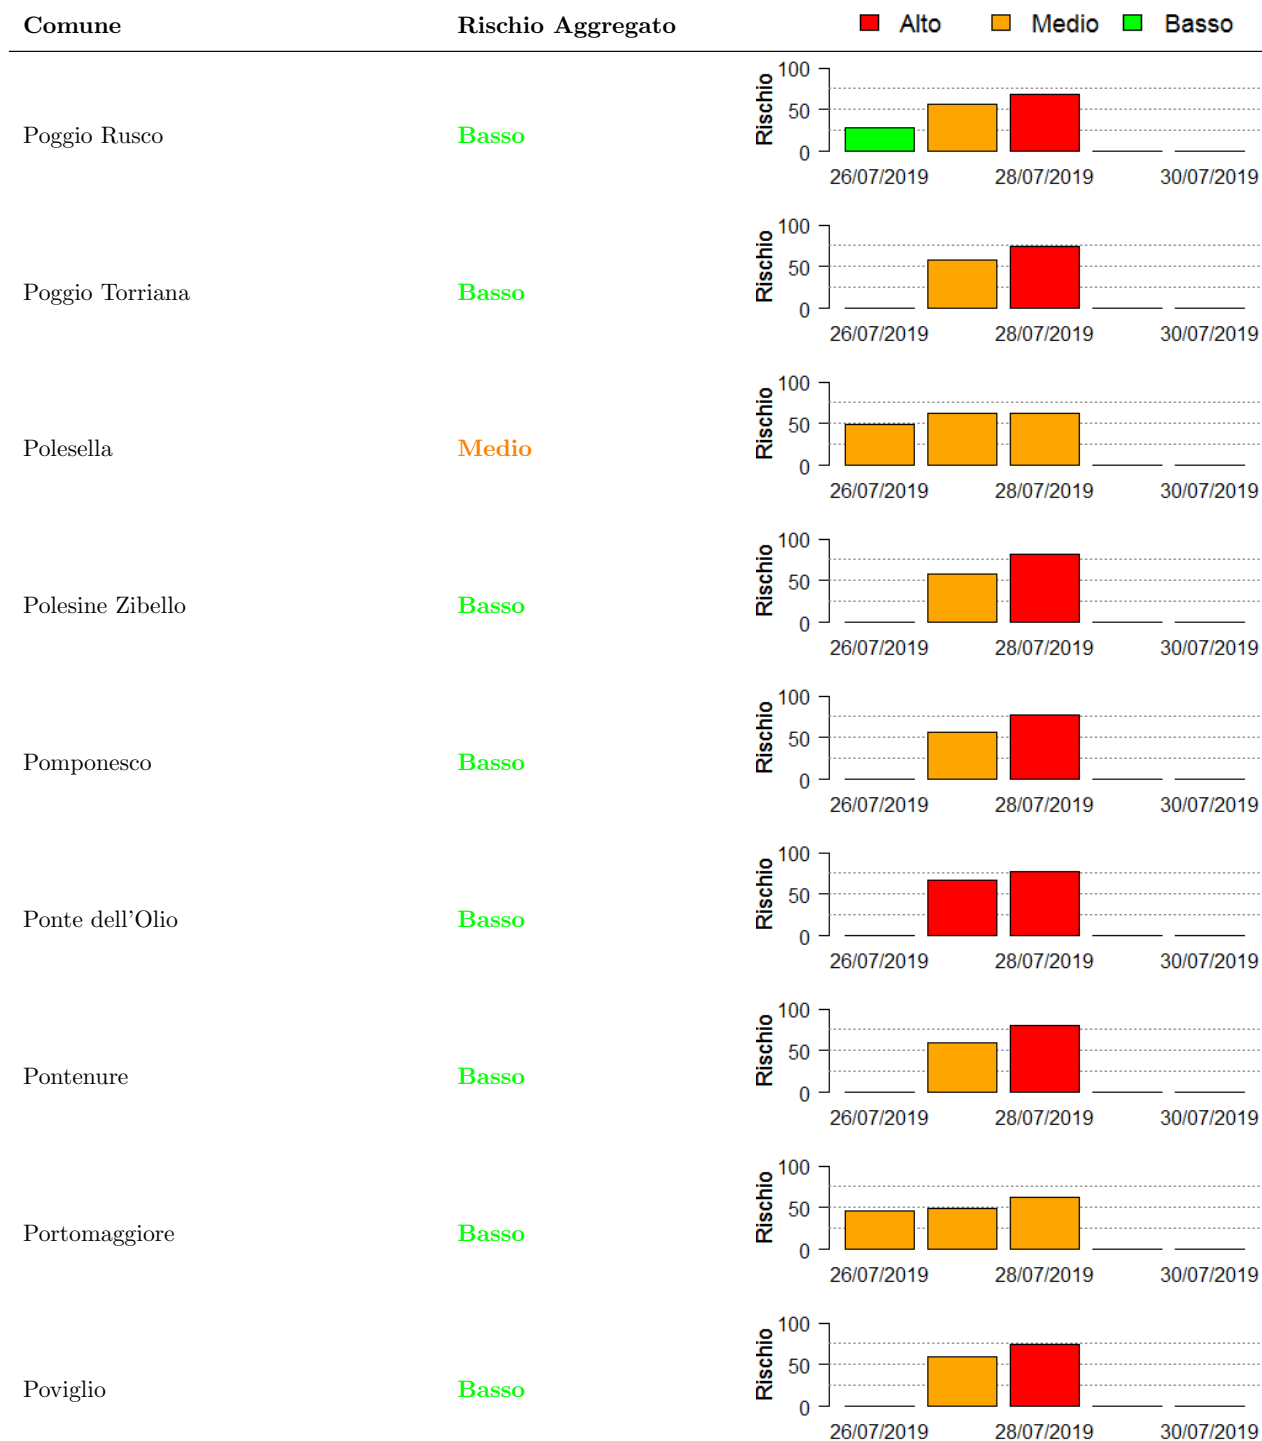 Comune Rischio Aggregato Alto Medio Basso
Poggio Rusco Basso
Rischio
100
50
0
26/07/2019 28/07/2019 30/07/2019
Poggio Torriana Basso
Rischio
100
50
0
26/07/2019 28/07/2019 30/07/2019
Polesella Medio
Rischio
100
50
0
26/07/2019 28/07/2019 30/07/2019
Polesine Zibello Basso
Rischio
100
50
0
26/07/2019 28/07/2019 30/07/2019
Pomponesco Basso
Rischio
100
50
0
26/07/2019 28/07/2019 30/07/2019
Ponte dell'Olio Basso
Rischio
100
50
0
26/07/2019 28/07/2019 30/07/2019
Pontenure Basso
Rischio
100
50
0
26/07/2019 28/07/2019 30/07/2019
Portomaggiore Basso
Rischio
100
50
0
26/07/2019 28/07/2019 30/07/2019
Poviglio Basso
Rischio
100
50
0
26/07/2019 28/07/2019 30/07/2019